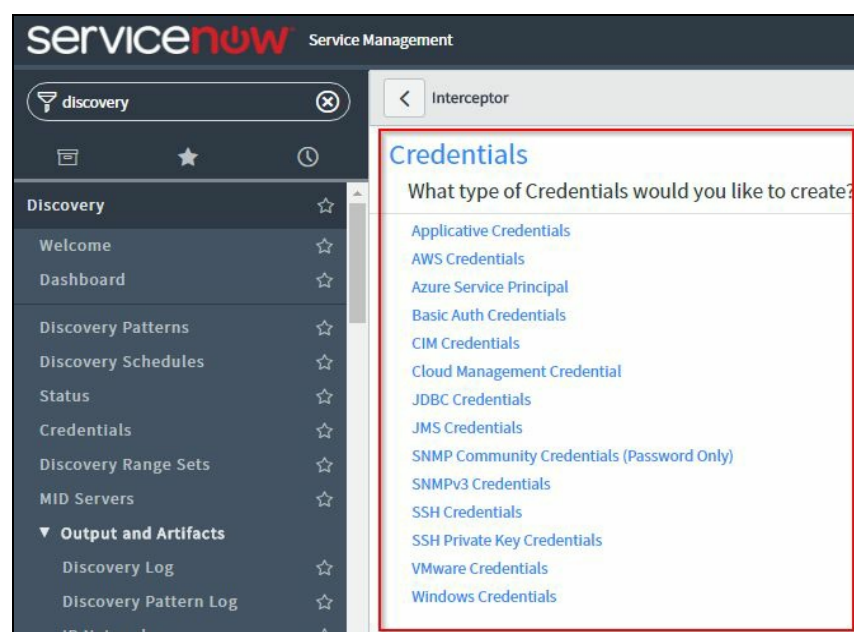 servicenow Service Management
discovery
Interceptor
Credentials
What type of Credentials would you like to create?
Applicative Credentials
AWS Credentials
Azure Service Principal
Basic Auth Credentials
CIM Credentials
Cloud Management Credential
JDBC Credentials
JMS Credentials
SNMP Community Credentials (Password Only)
SNMPv3 Credentials
SSH Credentials
SSH Private Key Credentials
VMware Credentials
Windows Credentials
Discovery
Welcome
Dashboard
Discovery Patterns
Discovery Schedules
Status
Credentials
Discovery Range Sets
MID Servers
Output and Artifacts
Discovery Log
Discovery Pattern Log